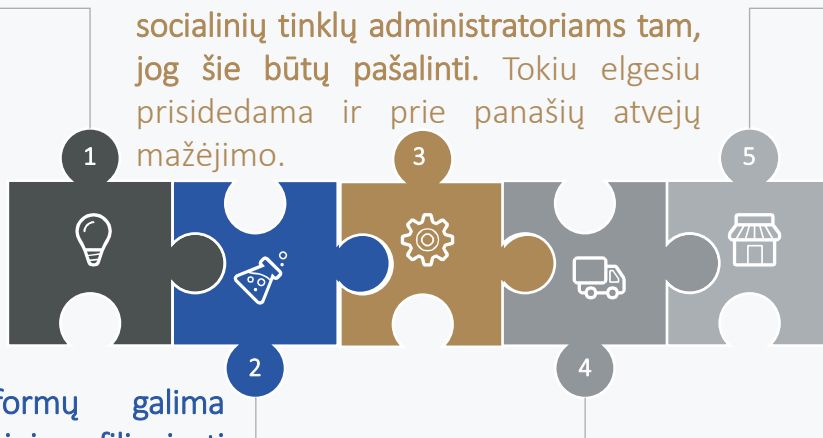 socialinių tinklų administratoriams tam,
jog šie būtų pašalinti. Tokiu elgesiu
prisidedama ir prie panašių atvejų
mažėjimo.
1
3
5
2
4
galima